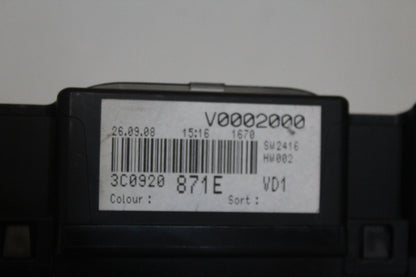 V0002000
26.09.08 15:16 1670
SW2416
HW002
3C0920 871E VD1
Colour : Sort :